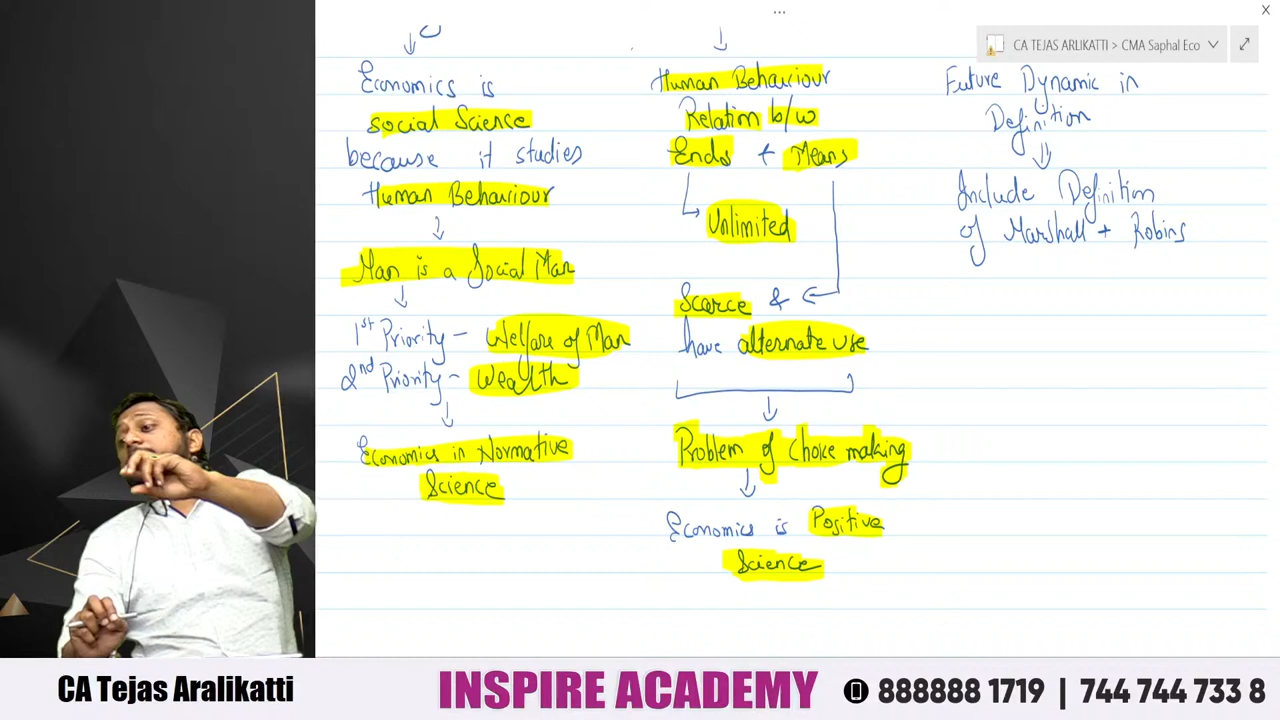 ...
x
CA TEJAS ARLIKATTI > CMA Saphal Eco
Economics is
social Science
because it studies
Human Behaviour
Man is a Social Man
1st Priority - Welfare of Man
2nd Priority - Wealth
Economics in Normative
Science
Human Behaviour
Relation b/w
Ends + Means
Unlimited
Scarce &
have alternate use
Problem of Choice making
Economics is Positive
Science
Future Dynamic in
Definition
Include Definition
of Marshall + Robins
CA Tejas Aralikatti
INSPIRE ACADEMY
888888 1719 | 744 744 733 8